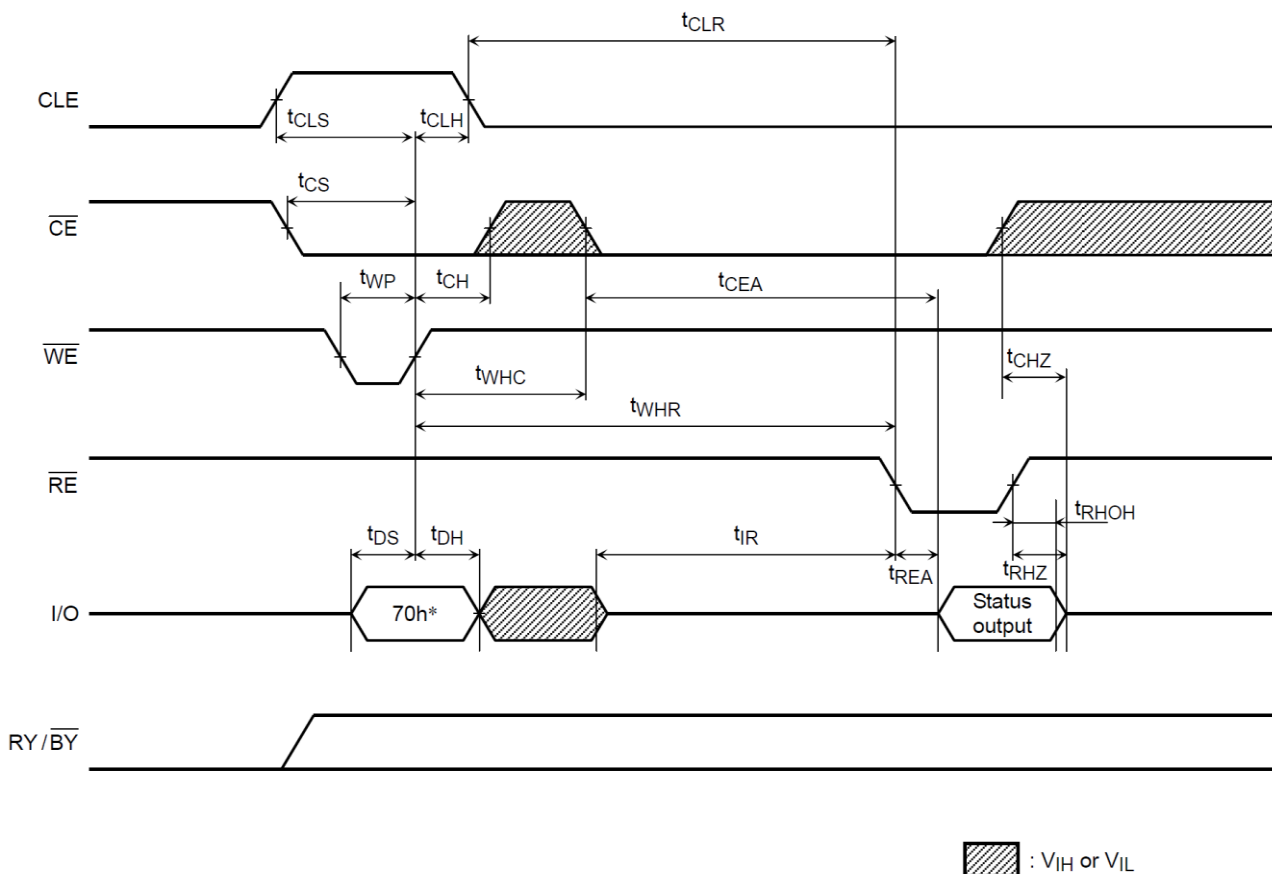 tCLR
CLE
tCLS
tCLH
tCS
CE
tWP
tCH
tCEA
WE
tCHZ
tWHC
tWHR
RE
tRHOH
tDS
tDH
tIR
tREA
tRHZ
I/O
70h*
Status
output
RY/BY
: VIH or VIL